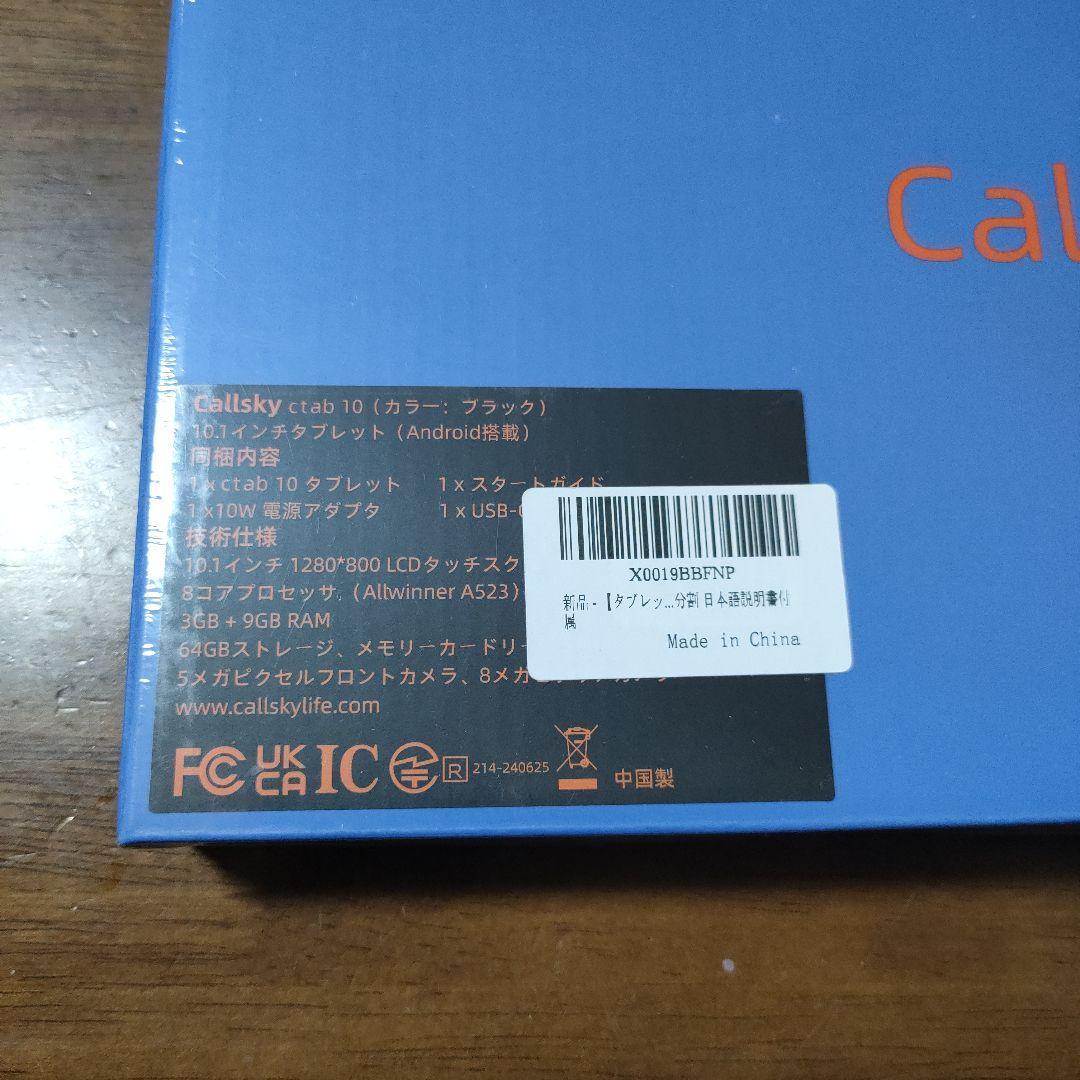 Cal
Callsky ctab 10（カラー：ブラック）
10.1インチタブレット（Android搭載）
同梱内容
1 x ctab 10 タブレット 1 x スタートガイド
1 x10W 電源アダプタ 1 x USB-
技術仕様
10.1インチ 1280*800 LCDタッチスク
8コアプロセッサ（Allwinner A523）
3GB + 9GB RAM
64GBストレージ、メモリーカードリー
5メガピクセルフロントカメラ、8メガ
www.callskylife.com
FC UK CA IC R 214-240625 中国製
X0019BBFNP
新品 - 【タブレッ...分割 日本語説明書付
属
Made in China